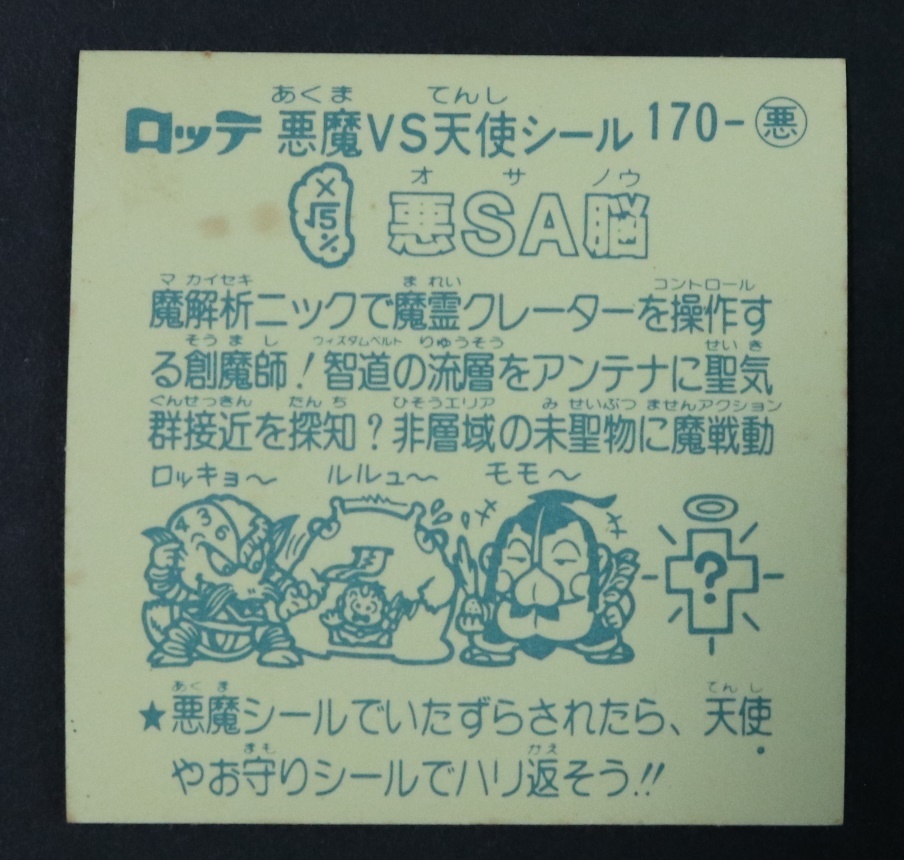 あくま てんし
ロッテ 悪魔VS天使シール 170-悪
オ サ ノウ
×√5% 悪SA脳
マ カイセキ まれい コントロール
魔解析ニックで魔霊クレーターを操作す
そうまし ウィズダムベルト りゅうそう せいき
る創魔師！智道の流層をアンテナに聖気
ぐんせっきん たんち ひそうエリア み せいぶつ ませんアクション
群接近を探知？非層域の未聖物に魔戦動
ロッキョ〜 ルルュ〜 モモ〜
4 3
?
あくま てんし
★悪魔シールでいたずらされたら、天使
まも かえ
やお守りシールでハリ返そう!!